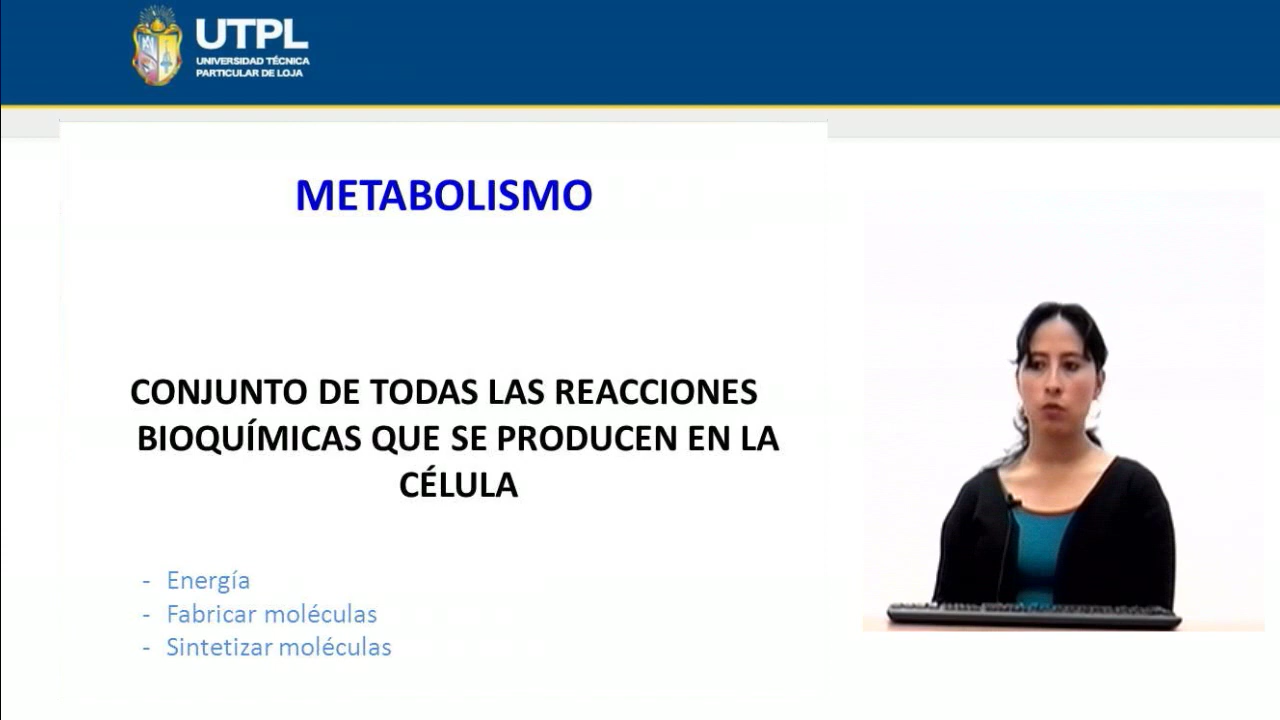 UTPL
UNIVERSIDAD TÉCNICA
PARTICULAR DE LOJA
METABOLISMO
CONJUNTO DE TODAS LAS REACCIONES
BIOQUÍMICAS QUE SE PRODUCEN EN LA
CÉLULA
- Energía
- Fabricar moléculas
- Sintetizar moléculas